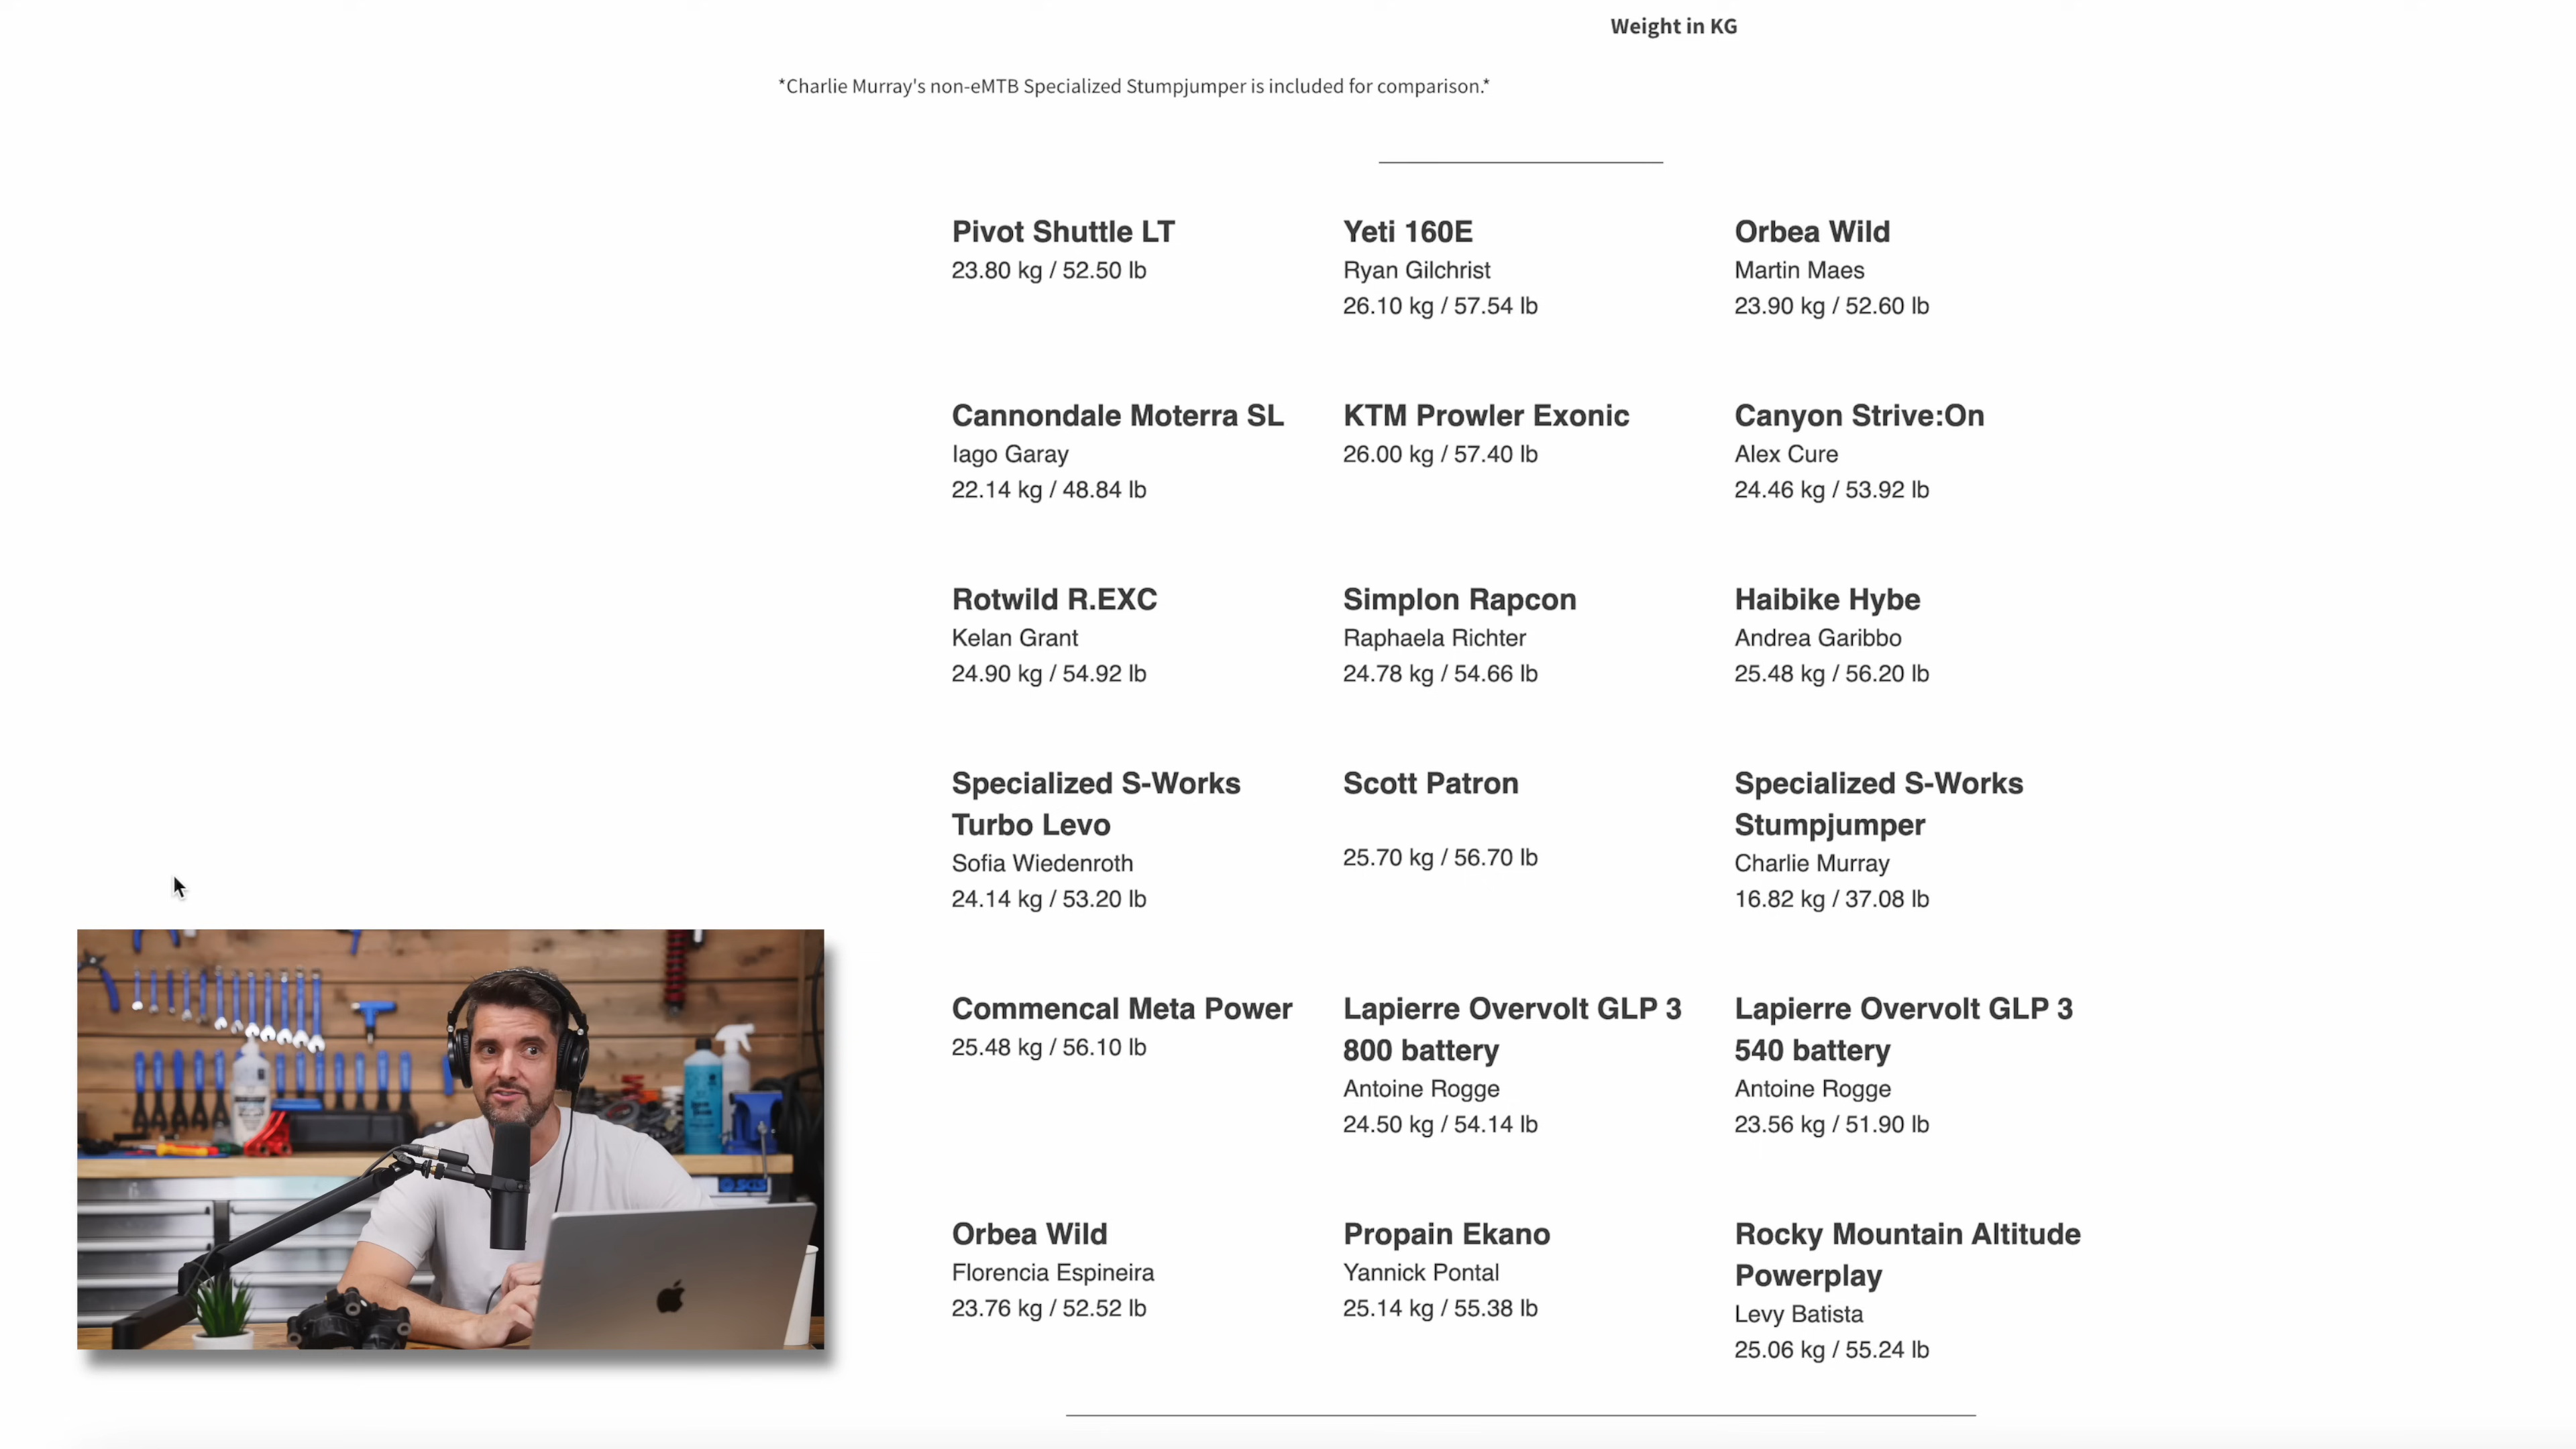 Weight in KG
*Charlie Murray's non-eMTB Specialized Stumpjumper is included for comparison.*
Pivot Shuttle LT
23.80 kg / 52.50 lb
Yeti 160E
Ryan Gilchrist
26.10 kg / 57.54 lb
Orbea Wild
Martin Maes
23.90 kg / 52.60 lb
Cannondale Moterra SL
Iago Garay
22.14 kg / 48.84 lb
KTM Prowler Exonic
26.00 kg / 57.40 lb
Canyon Strive:On
Alex Cure
24.46 kg / 53.92 lb
Rotwild R.EXC
Kelan Grant
24.90 kg / 54.92 lb
Simplon Rapcon
Raphaela Richter
24.78 kg / 54.66 lb
Haibike Hybe
Andrea Garibbo
25.48 kg / 56.20 lb
Specialized S-Works
Turbo Levo
Sofia Wiedenroth
24.14 kg / 53.20 lb
Scott Patron
25.70 kg / 56.70 lb
Specialized S-Works
Stumpjumper
Charlie Murray
16.82 kg / 37.08 lb
Commencal Meta Power
25.48 kg / 56.10 lb
Lapierre Overvolt GLP 3
800 battery
Antoine Rogge
24.50 kg / 54.14 lb
Lapierre Overvolt GLP 3
540 battery
Antoine Rogge
23.56 kg / 51.90 lb
Orbea Wild
Florencia Espineira
23.76 kg / 52.52 lb
Propain Ekano
Yannick Pontal
25.14 kg / 55.38 lb
Rocky Mountain Altitude
Powerplay
Levy Batista
25.06 kg / 55.24 lb